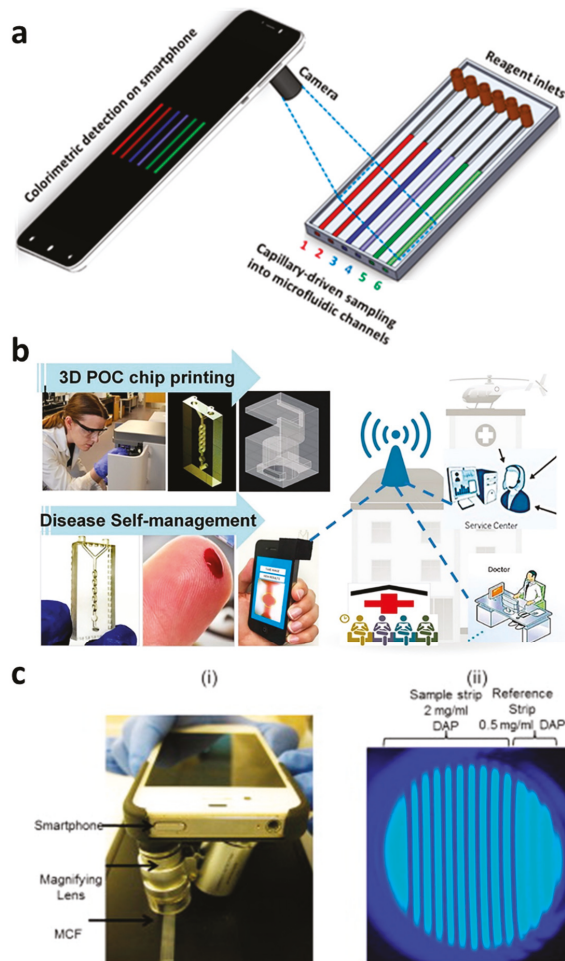 a
Colorimetric detection on smartphone
Camera
Reagent inlets
1 2 3 4 5 6
Capillary-driven sampling
into microfluidic channels
b
3D POC chip printing
Disease Self-management
Service Center
Doctor
c
(i)
Smartphone
Magnifying
Lens
MCF
(ii)
Sample strip
2 mg/ml
DAP
Reference
Strip
0.5 mg/ml DAP